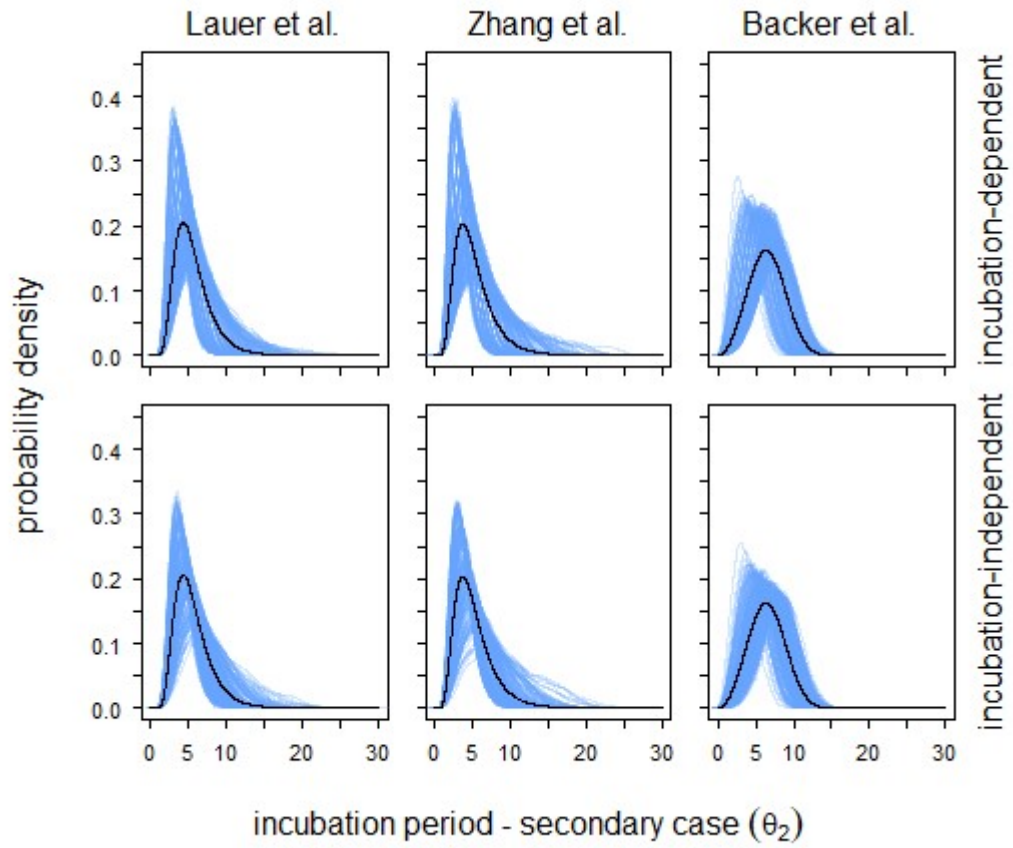 Lauer et al.
Zhang et al.
Backer et al.
0.4
0.3
0.2
0.1
0.0
incubation-dependent
0.4
0.3
0.2
0.1
0.0
incubation-independent
0 5 10 20 30
0 5 10 20 30
0 5 10 20 30
probability density
incubation period - secondary case (θ₂)